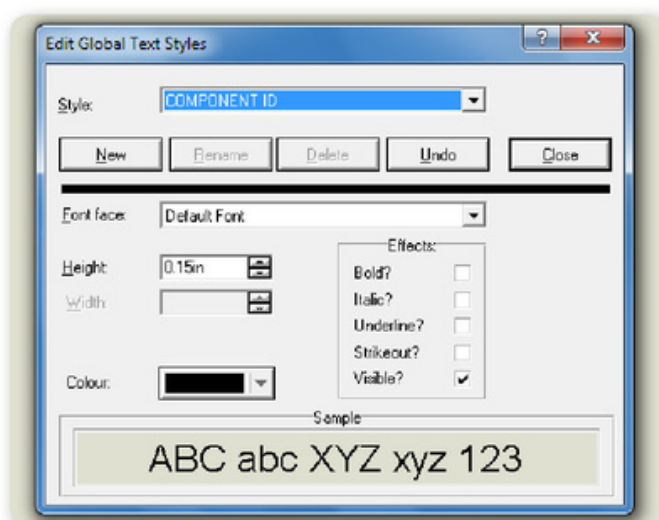 Edit Global Text Styles ?
Style: COMPONENT ID
New Rename Delete Undo Close
Font face: Default Font
Effects:
Height: 0.15in
Bold?
Width:
Italic?
Underline?
Strikeout?
Colour:
Visible?
Sample
ABC abc XYZ xyz 123